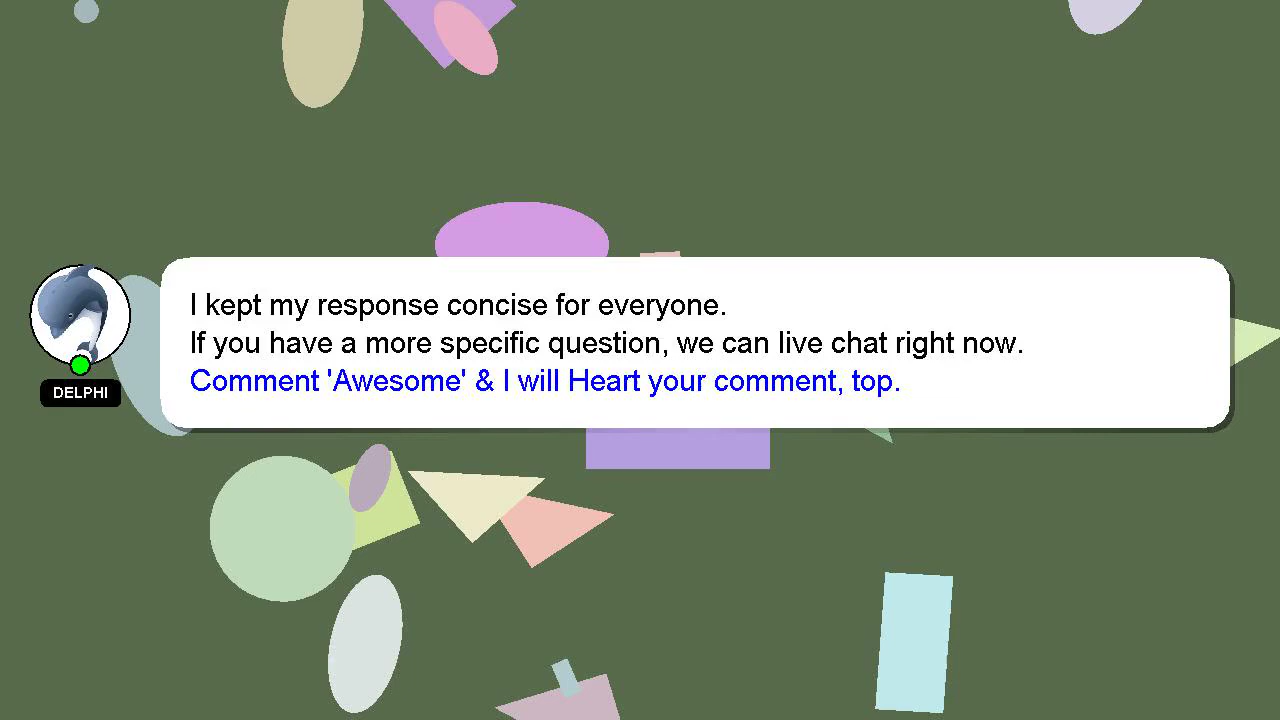 I kept my response concise for everyone.
If you have a more specific question, we can live chat right now.
Comment 'Awesome' & I will Heart your comment, top.
DELPHI